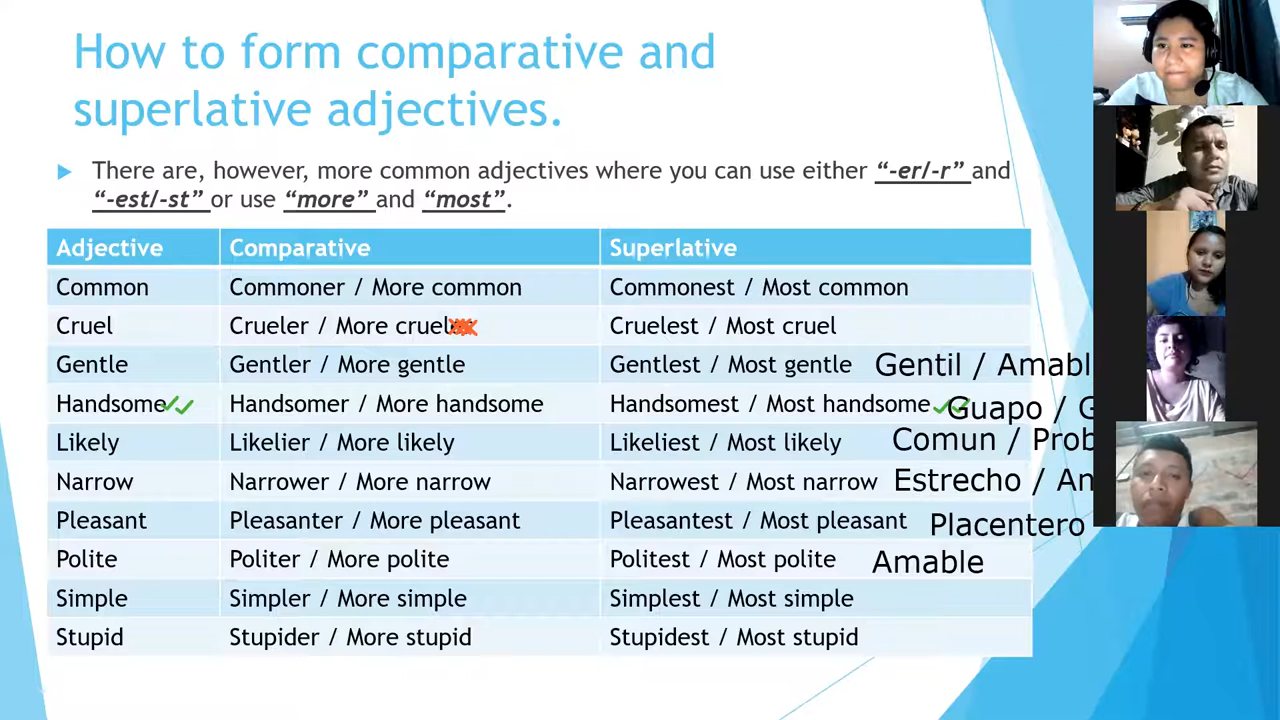 How to form comparative and
superlative adjectives.
There are, however, more common adjectives where you can use either “-er/-r” and
“-est/-st” or use “more” and “most”.
Adjective Comparative Superlative
Common Commoner / More common Commonest / Most common
Cruel Crueler / More cruel Cruelest / Most cruel
Gentle Gentler / More gentle Gentlest / Most gentle Gentil / Amabl
Handsome Handsomer / More handsome Handsomest / Most handsome Guapo / G
Likely Likelier / More likely Likeliest / Most likely Comun / Prob
Narrow Narrower / More narrow Narrowest / Most narrow Estrecho / An
Pleasant Pleasanter / More pleasant Pleasantest / Most pleasant Placentero
Polite Politer / More polite Politest / Most polite Amable
Simple Simpler / More simple Simplest / Most simple
Stupid Stupider / More stupid Stupidest / Most stupid